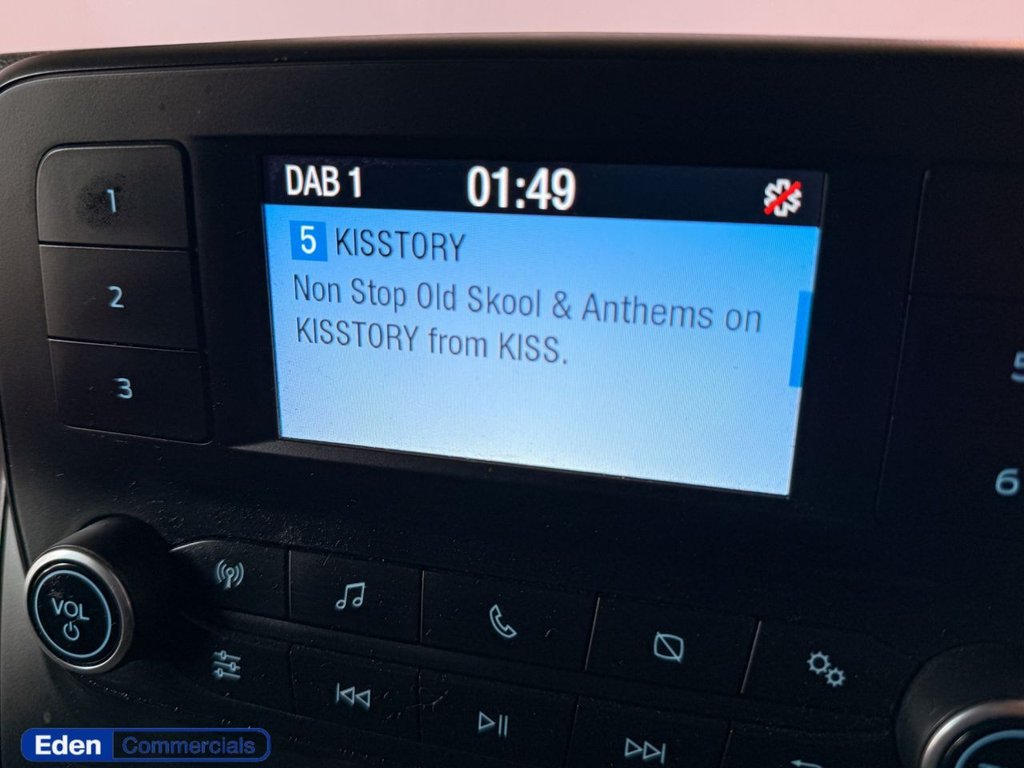 DAB 1 01:49
5 KISSTORY
Non Stop Old Skool & Anthems on
KISSTORY from KISS.
1
2
3
5
6
VOL
Eden Commercials